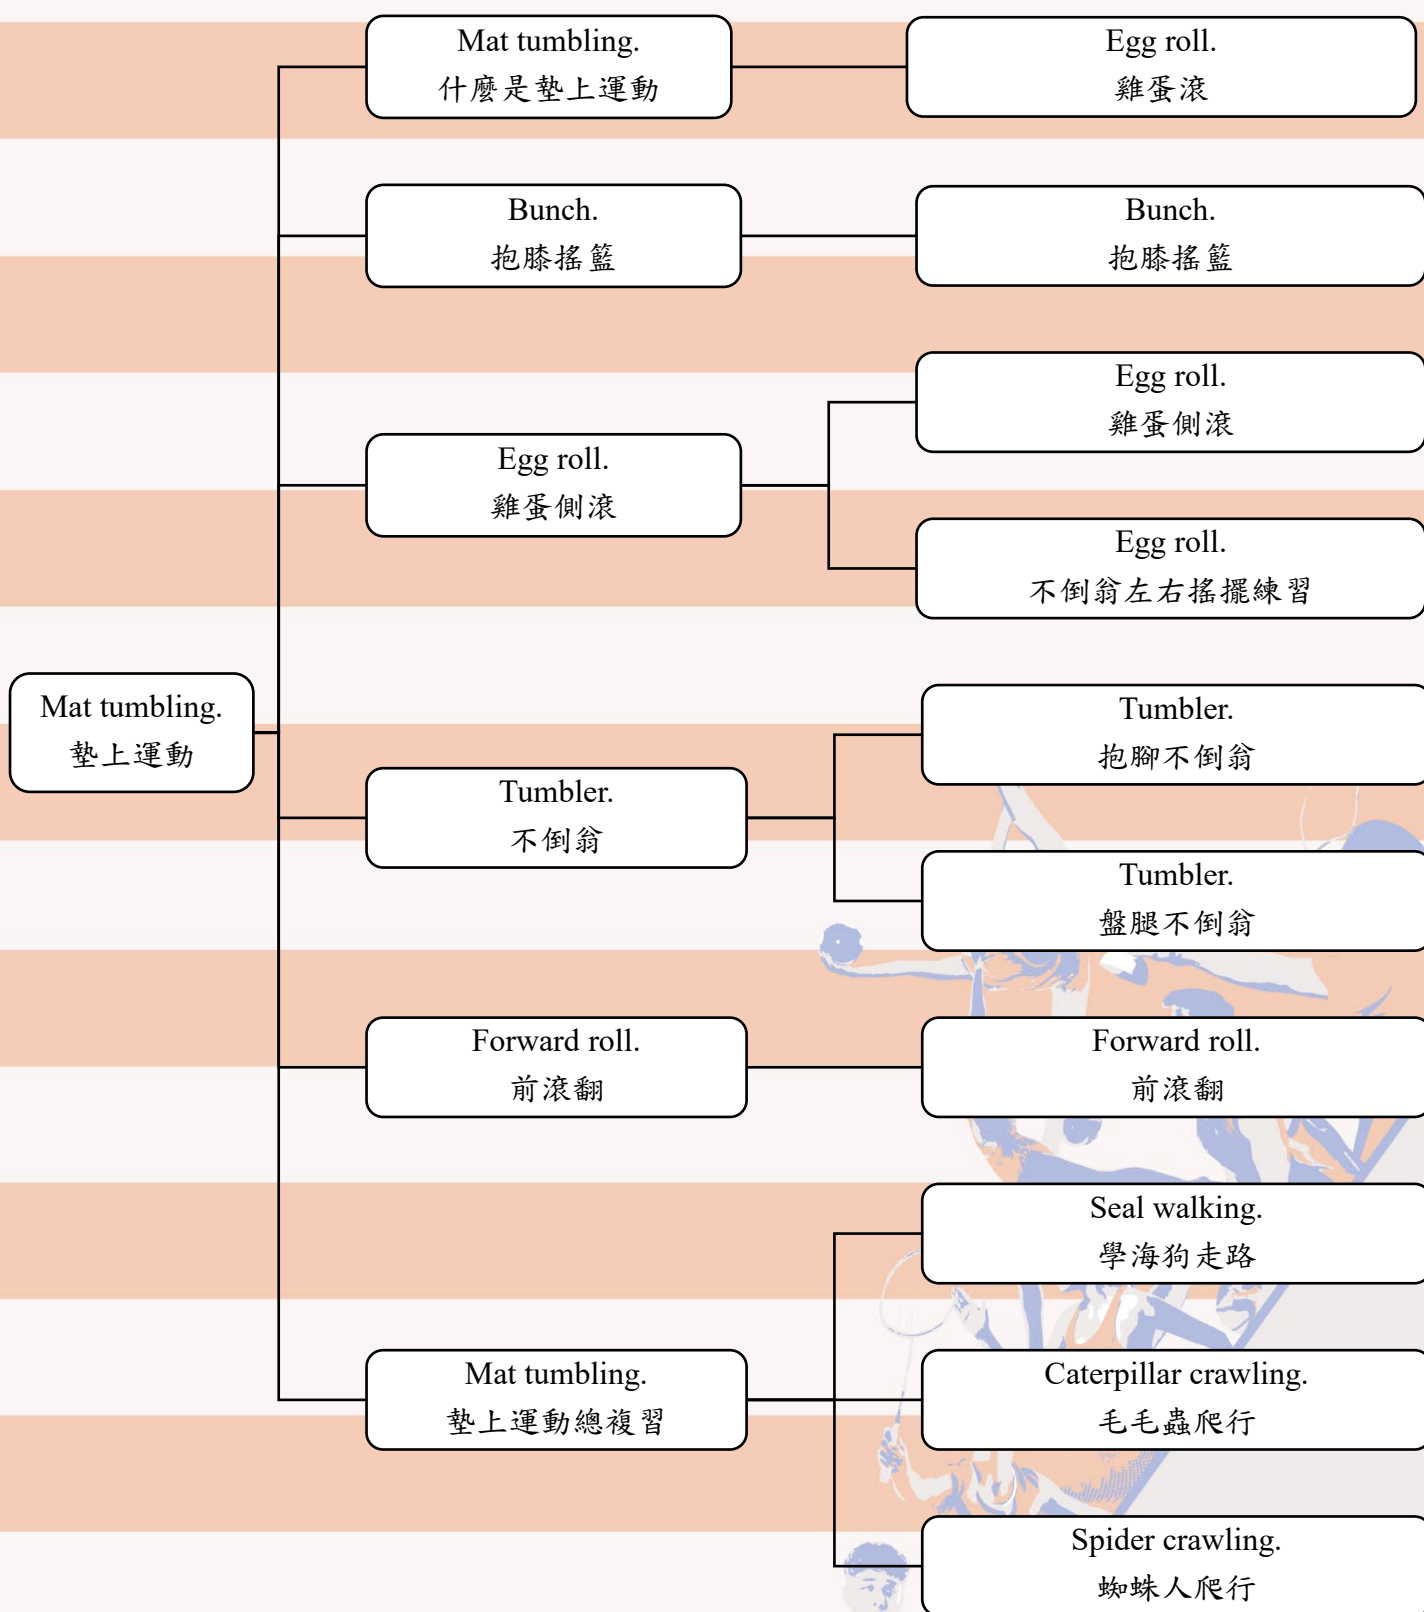 Mat tumbling.
墊上運動
Mat tumbling.
什麼是墊上運動
Egg roll.
雞蛋滾
Bunch.
抱膝搖籃
Bunch.
抱膝搖籃
Egg roll.
雞蛋側滾
Egg roll.
雞蛋側滾
Egg roll.
不倒翁左右搖擺練習
Tumbler.
不倒翁
Tumbler.
抱腳不倒翁
Tumbler.
盤腿不倒翁
Forward roll.
前滾翻
Forward roll.
前滾翻
Mat tumbling.
墊上運動總複習
Seal walking.
學海狗走路
Caterpillar crawling.
毛毛蟲爬行
Spider crawling.
蜘蛛人爬行